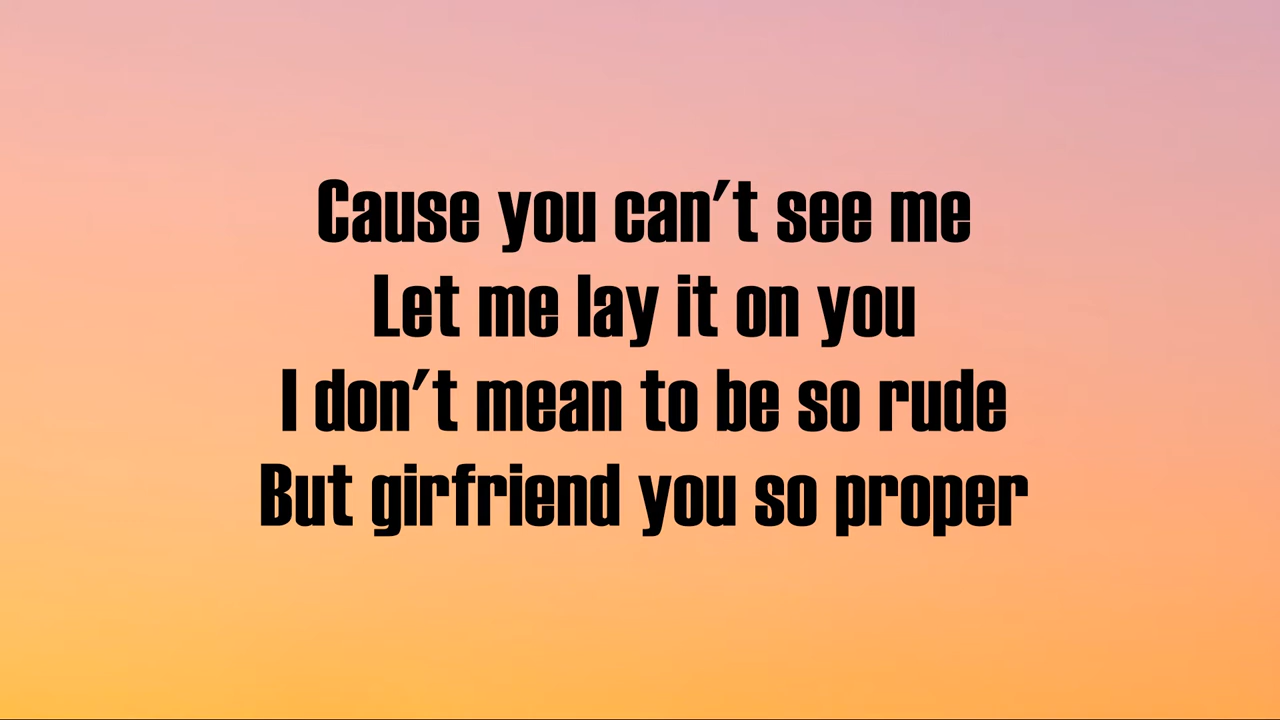 Cause you can't see me
Let me lay it on you
I don't mean to be so rude
But girfriend you so proper